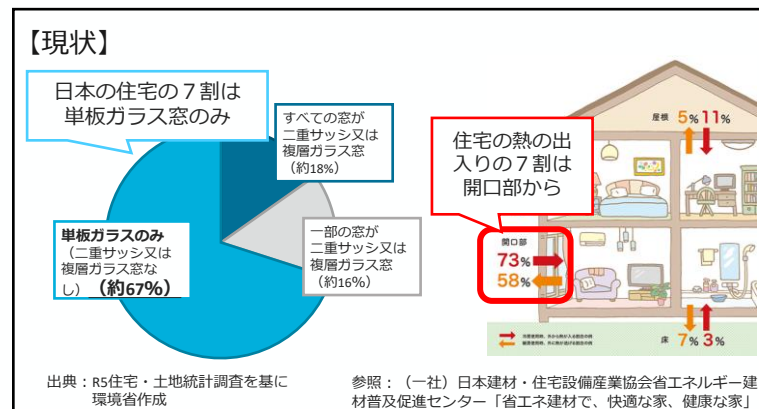 【現状】
日本の住宅の７割は
単板ガラス窓のみ
すべての窓が
二重サッシ又は
複層ガラス窓
（約18%）
単板ガラスのみ
（二重サッシ又は
複層ガラス窓な
し）（約67%）
一部の窓が
二重サッシ又は
複層ガラス窓
（約16%）
出典：R5住宅・土地統計調査を基に
環境省作成
住宅の熱の出
入りの７割は
開口部から
屋根 5% 11%
開口部
73%
58%
床 7% 3%
参照：（一社）日本建材・住宅設備産業協会省エネルギー建
材普及促進センター「省エネ建材で、快適な家、健康な家」